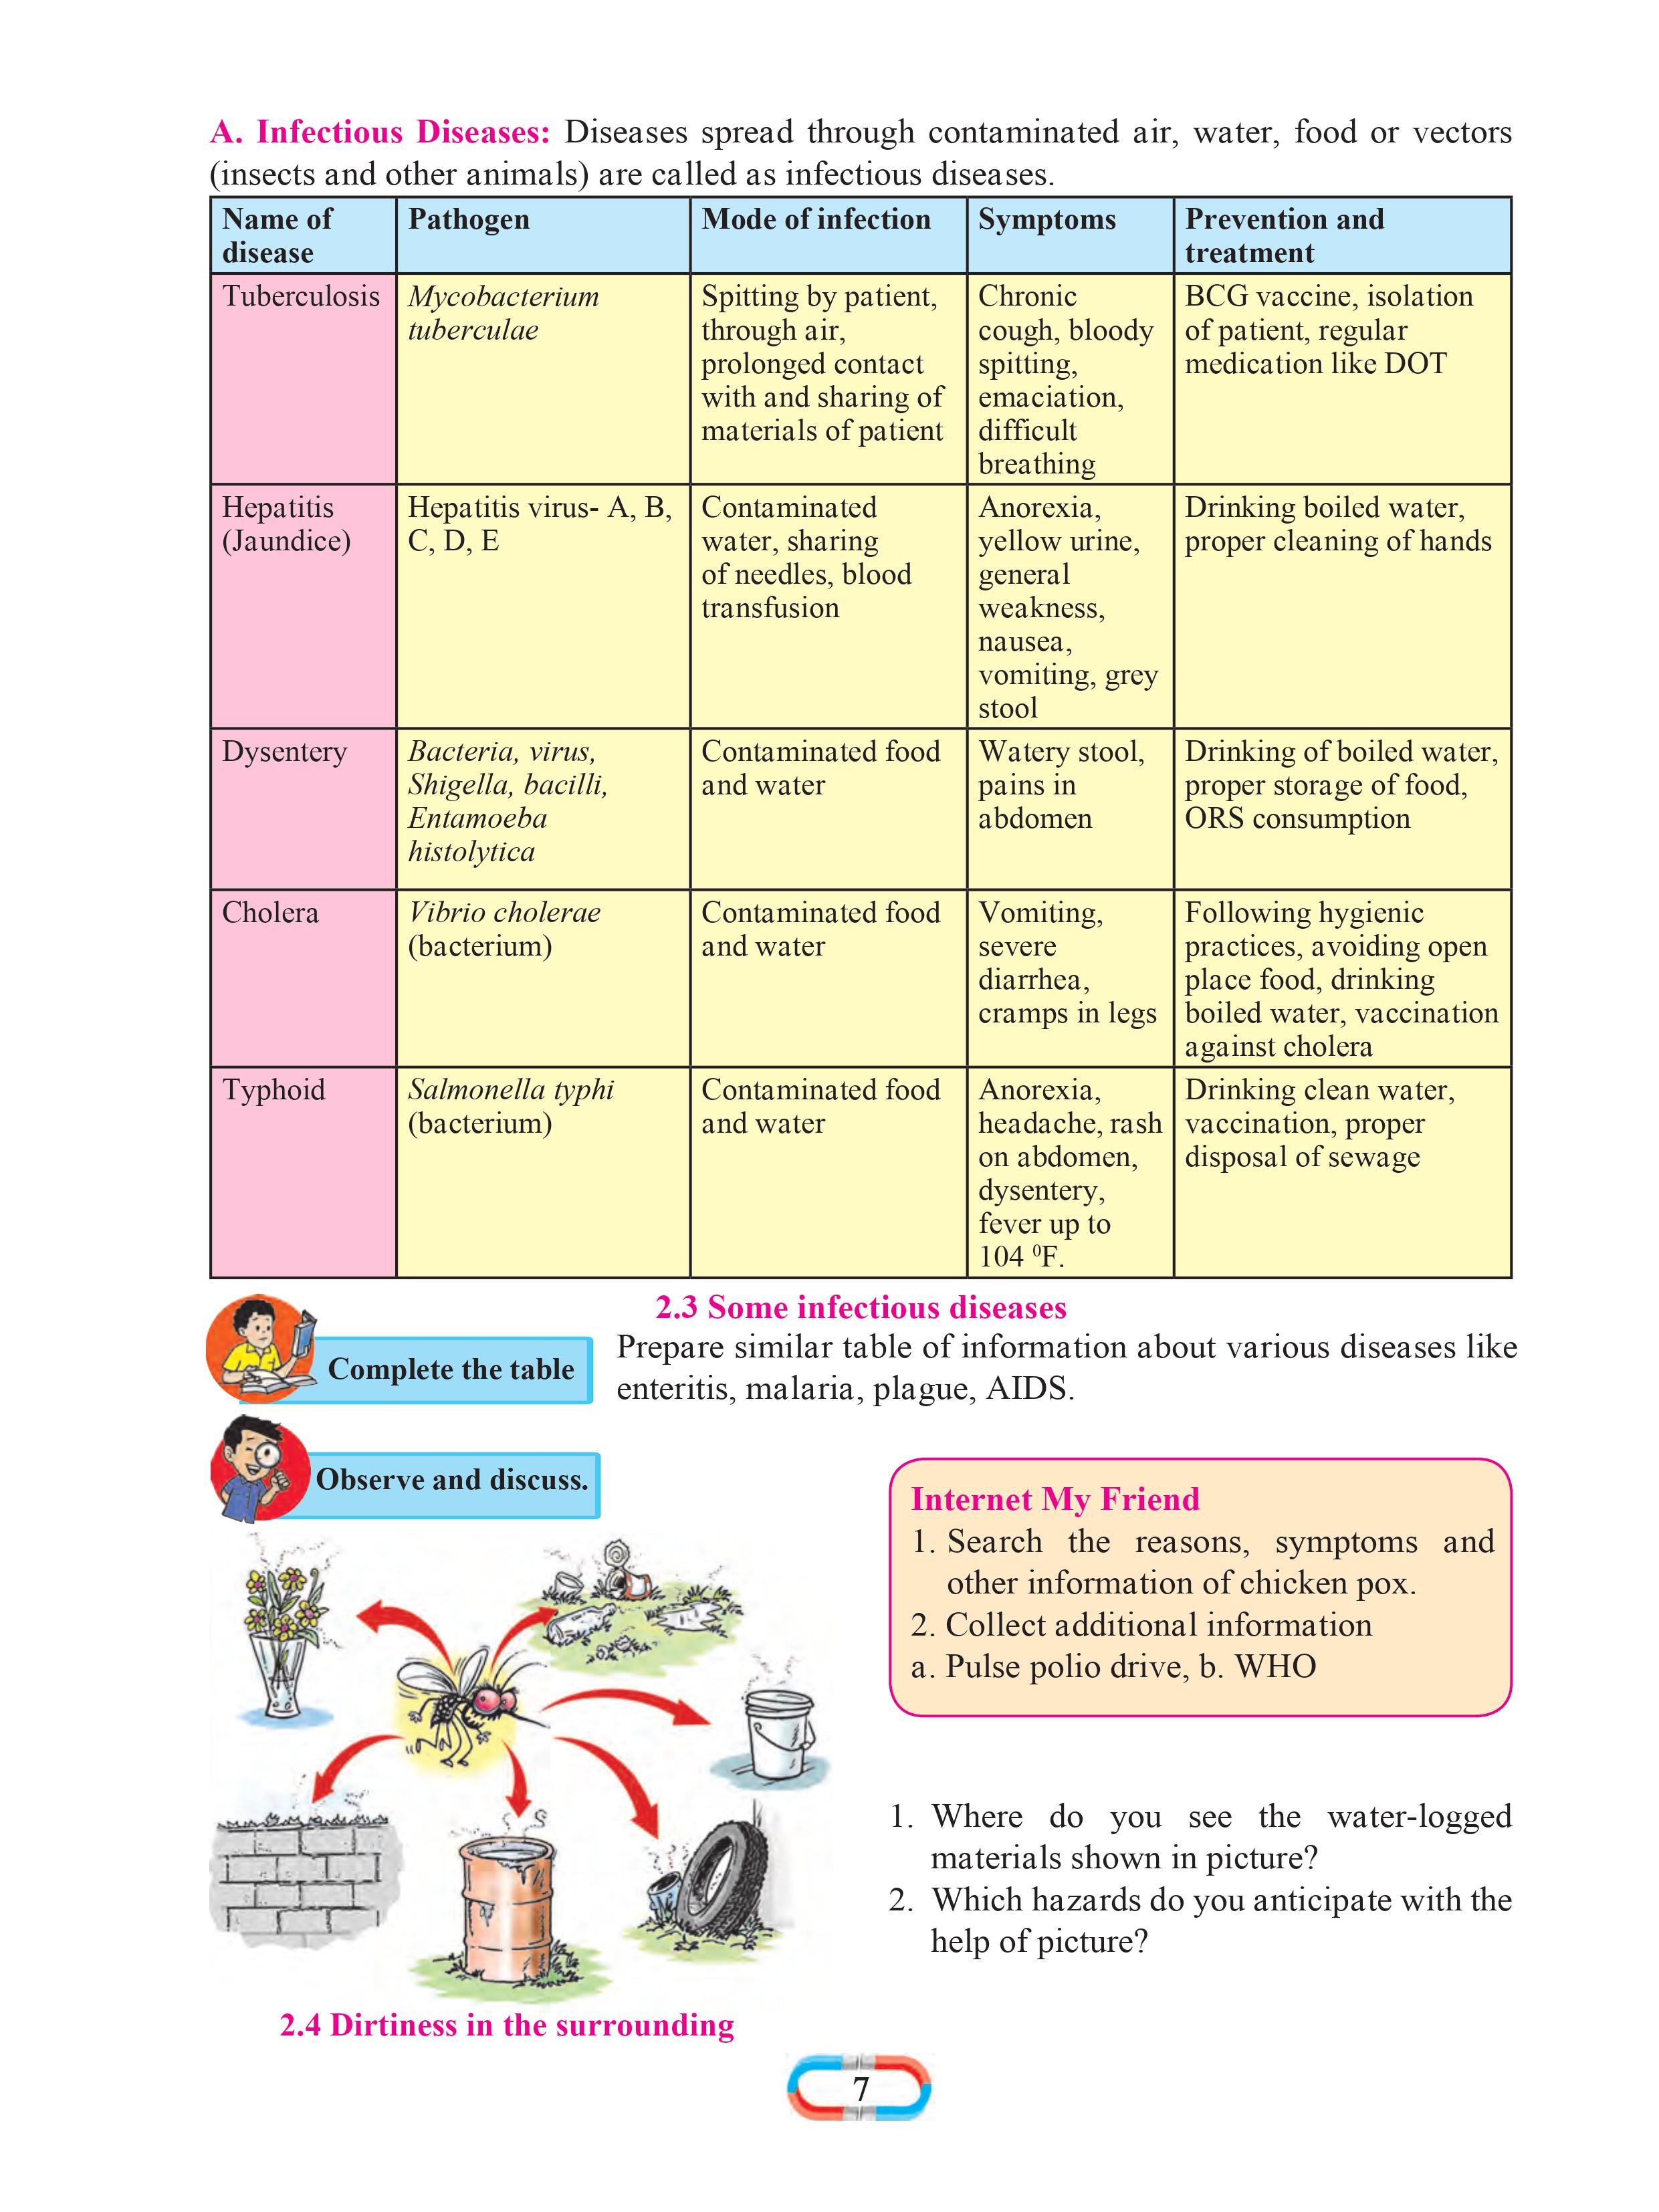 A. Infectious Diseases: Diseases spread through contaminated air, water, food or vectors
(insects and other animals) are called as infectious diseases.
Name of
disease
Pathogen
Mode of infection
Symptoms
Prevention and
treatment
Tuberculosis
Mycobacterium
tuberculae
Spitting by patient,
through air,
prolonged contact
with and sharing of
materials of patient
Chronic
cough, bloody
spitting,
emaciation,
difficult
breathing
BCG vaccine, isolation
of patient, regular
medication like DOT
Hepatitis
(Jaundice)
Hepatitis virus- A, B,
C, D, E
Contaminated
water, sharing
of needles, blood
transfusion
Anorexia,
yellow urine,
general
weakness,
nausea,
vomiting, grey
stool
Drinking boiled water,
proper cleaning of hands
Dysentery
Bacteria, virus,
Shigella, bacilli,
Entamoeba
histolytica
Contaminated food
and water
Watery stool,
pains in
abdomen
Drinking of boiled water,
proper storage of food,
ORS consumption
Cholera
Vibrio cholerae
(bacterium)
Contaminated food
and water
Vomiting,
severe
diarrhea,
cramps in legs
Following hygienic
practices, avoiding open
place food, drinking
boiled water, vaccination
against cholera
Typhoid
Salmonella typhi
(bacterium)
Contaminated food
and water
Anorexia,
headache, rash
on abdomen,
dysentery,
fever up to
104 ⁰F.
Drinking clean water,
vaccination, proper
disposal of sewage
2.3 Some infectious diseases
Complete the table
Prepare similar table of information about various diseases like
enteritis, malaria, plague, AIDS.
Observe and discuss.
Internet My Friend
1. Search the reasons, symptoms and
other information of chicken pox.
2. Collect additional information
a. Pulse polio drive, b. WHO
1. Where do you see the water-logged
materials shown in picture?
2. Which hazards do you anticipate with the
help of picture?
2.4 Dirtiness in the surrounding
7